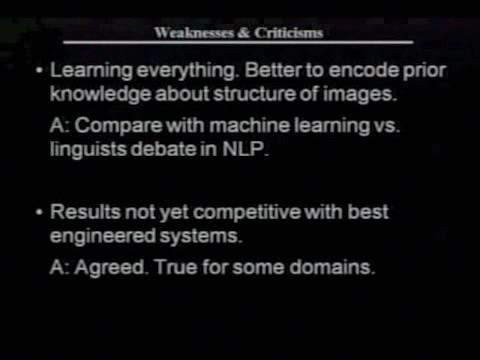 Weaknesses & Criticisms
• Learning everything. Better to encode prior
knowledge about structure of images.
A: Compare with machine learning vs.
linguists debate in NLP.
• Results not yet competitive with best
engineered systems.
A: Agreed. True for some domains.